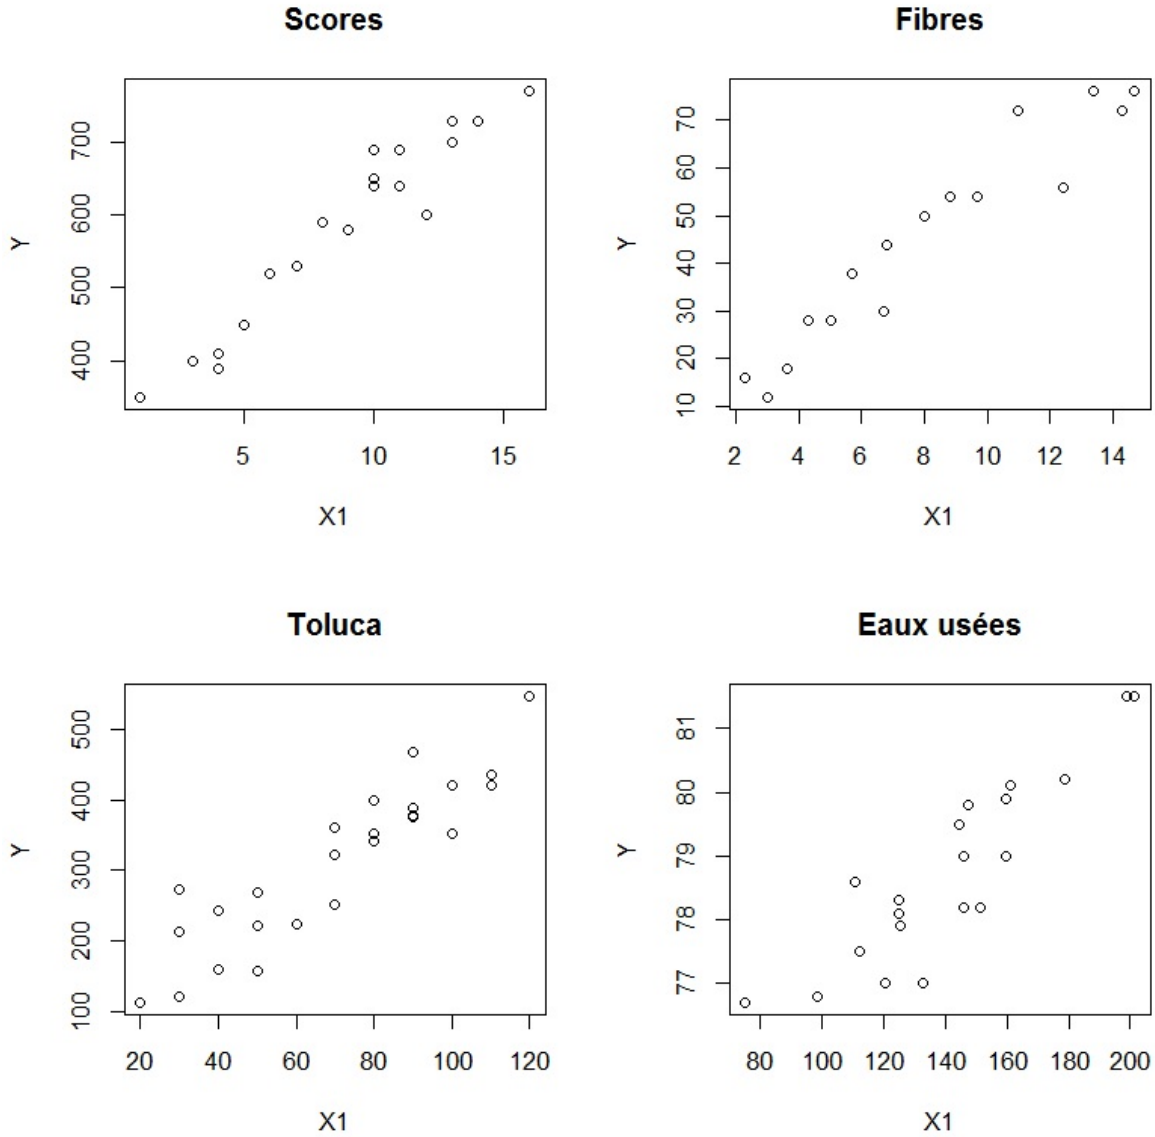 Scores
Y
400 500 600 700
5 10 15
X1
Fibres
Y
10 20 30 40 50 60 70
2 4 6 8 10 12 14
X1
Toluca
Y
100 200 300 400 500
20 40 60 80 100 120
X1
Eaux usées
Y
77 78 79 80 81
80 100 120 140 160 180 200
X1